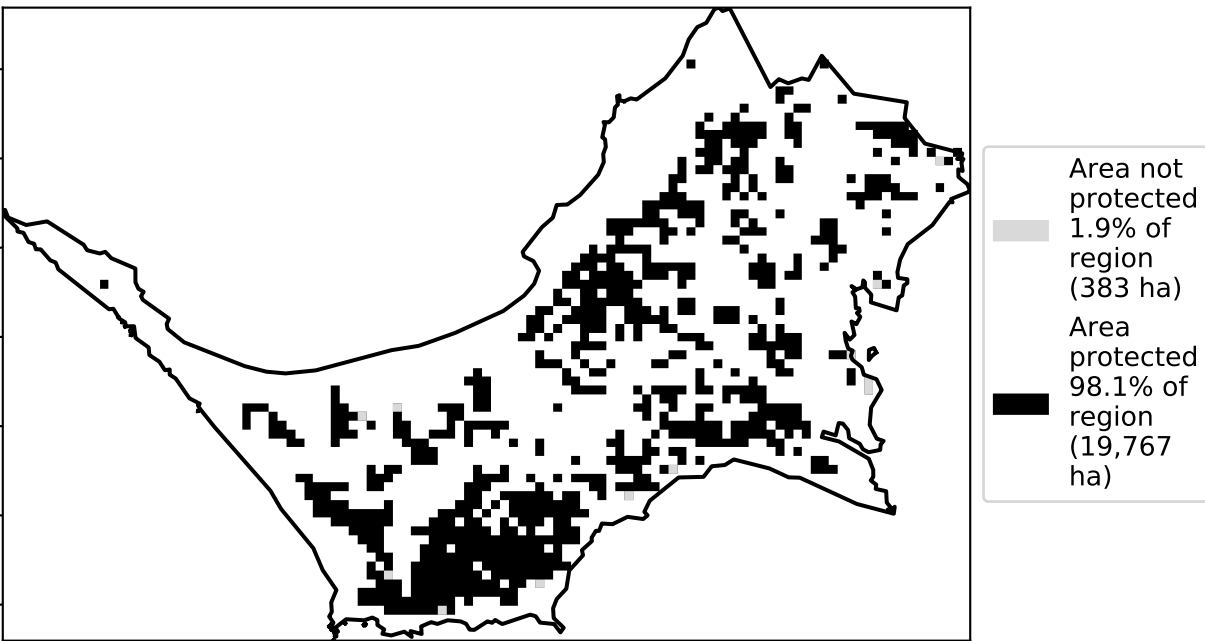 Area not
protected
1.9% of
region
(383 ha)
Area
protected
98.1% of
region
(19,767
ha)